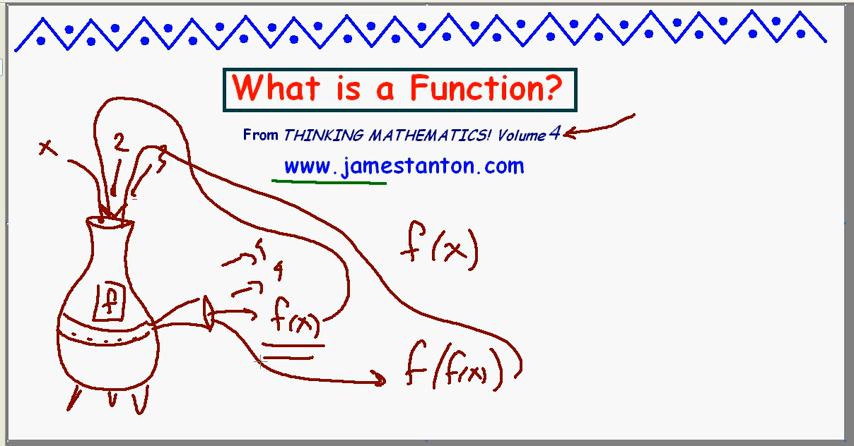 What is a Function?
From THINKING MATHEMATICS! Volume 4
www.jamestanton.com
x 2 3
f(x)
4
f
f(x)
f(f(x))